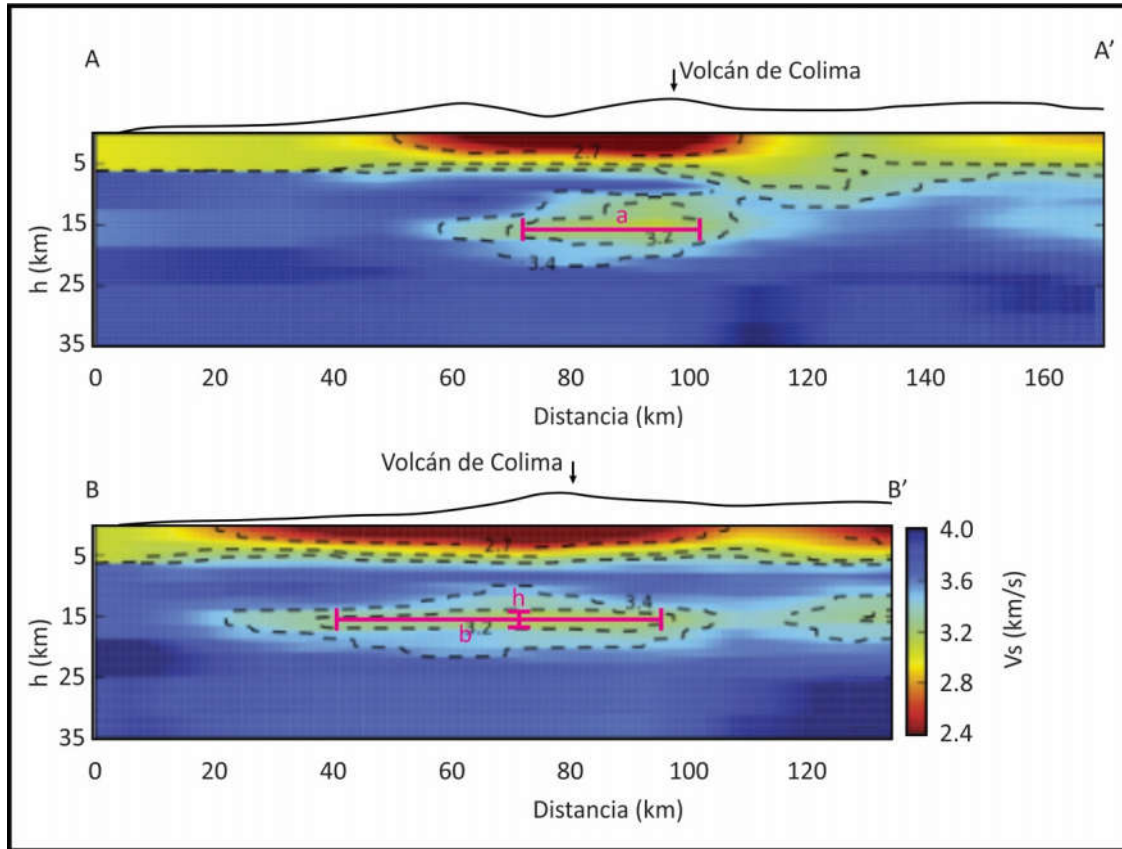 A
A'
Volcán de Colima
2.7
5
a
15
3.2
3.4
25
35
h (km)
0 20 40 60 80 100 120 140 160
Distancia (km)
Volcán de Colima
B
B'
2.7
5
h
3.4
15
3.2
b
25
35
h (km)
0 20 40 60 80 100 120
Distancia (km)
4.0
3.6
3.2
2.8
2.4
Vs (km/s)